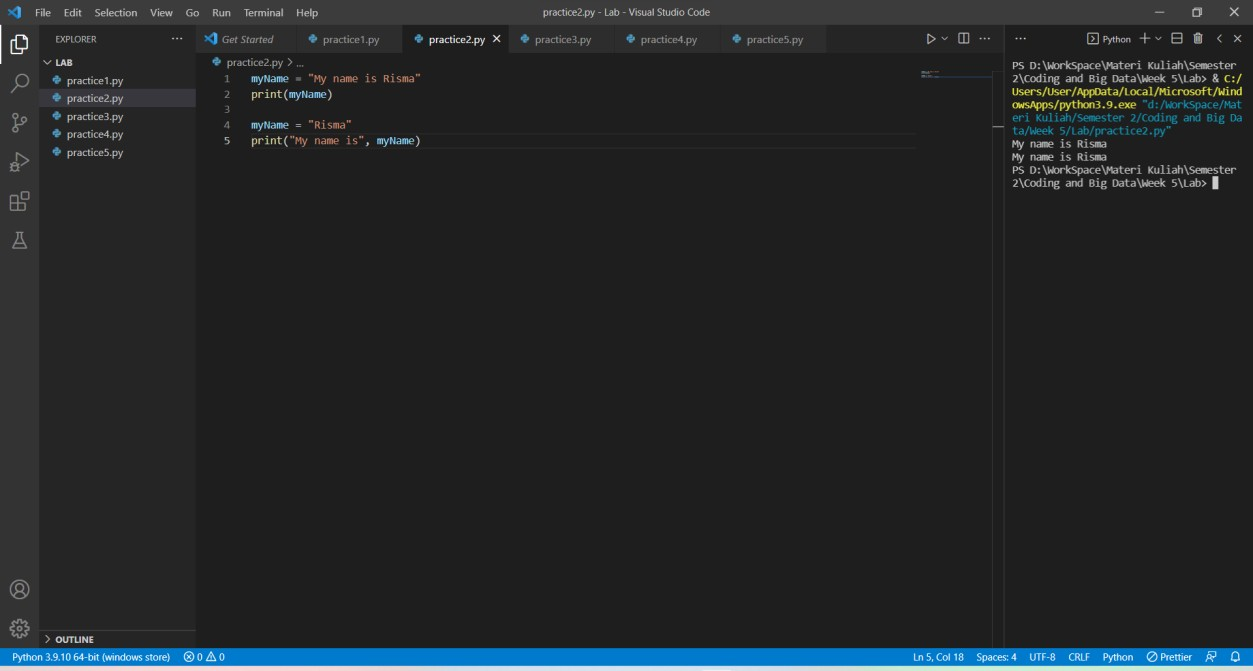 File Edit Selection View Go Run Terminal Help
practice2.py - Lab - Visual Studio Code
EXPLORER
LAB
practice1.py
practice2.py
practice3.py
practice4.py
practice5.py
OUTLINE
Get Started practice1.py practice2.py practice3.py practice4.py practice5.py
practice2.py > ...
1 myName = "My name is Risma"
2 print(myName)
3
4 myName = "Risma"
5 print("My name is", myName)
Python
PS D:\WorkSpace\Materi Kuliah\Semester
2\Coding and Big Data\Week 5\Lab> & C:/
Users/User/AppData/Local/Microsoft/Wind
owsApps/python3.9.exe "d:/WorkSpace/Mat
eri Kuliah/Semester 2/Coding and Big Da
ta/Week 5/Lab/practice2.py"
My name is Risma
My name is Risma
PS D:\WorkSpace\Materi Kuliah\Semester
2\Coding and Big Data\Week 5\Lab>
Python 3.9.10 64-bit (windows store) 0 0 Ln 5, Col 18 Spaces: 4 UTF-8 CRLF Python Prettier